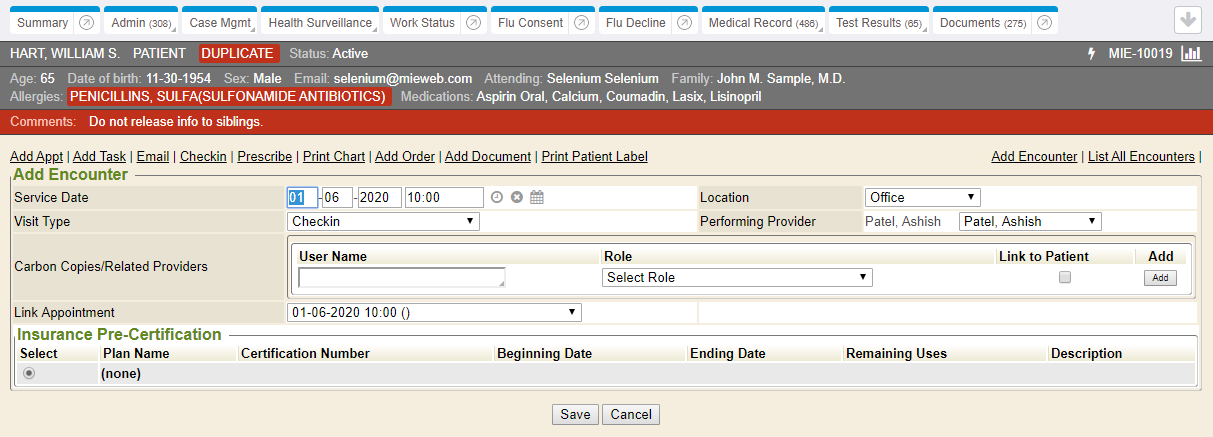 Summary Admin (308) Case Mgmt Health Surveillance Work Status Flu Consent Flu Decline Medical Record (486) Test Results (65) Documents (275)
HART, WILLIAM S. PATIENT DUPLICATE Status: Active MIE-10019
Age: 65 Date of birth: 11-30-1954 Sex: Male Email: selenium@mieweb.com Attending: Selenium Selenium Family: John M. Sample, M.D.
Allergies: PENICILLINS, SULFA(SULFONAMIDE ANTIBIOTICS) Medications: Aspirin Oral, Calcium, Coumadin, Lasix, Lisinopril
Comments: Do not release info to siblings.
Add Appt | Add Task | Email | Checkin | Prescribe | Print Chart | Add Order | Add Document | Print Patient Label Add Encounter | List All Encounters |
Add Encounter
Service Date 01-06-2020 10:00 Location Office
Visit Type Checkin Performing Provider Patel, Ashish Patel, Ashish
User Name Role Link to Patient Add
Carbon Copies/Related Providers Select Role Add
Link Appointment 01-06-2020 10:00 ()
Insurance Pre-Certification
Select Plan Name Certification Number Beginning Date Ending Date Remaining Uses Description
(none)
Save Cancel